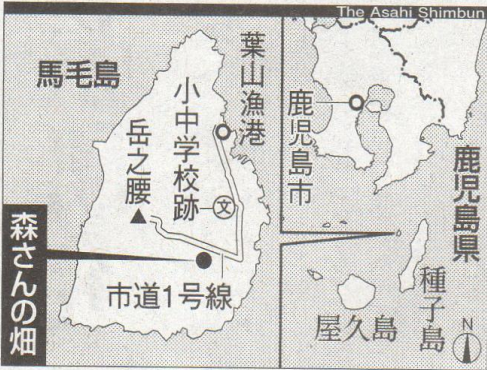 The Asahi Shimbun
馬毛島
葉山漁港
小中学校跡
文
岳之腰
市道1号線
森さんの畑
鹿児島市
鹿児島県
種子島
屋久島
N